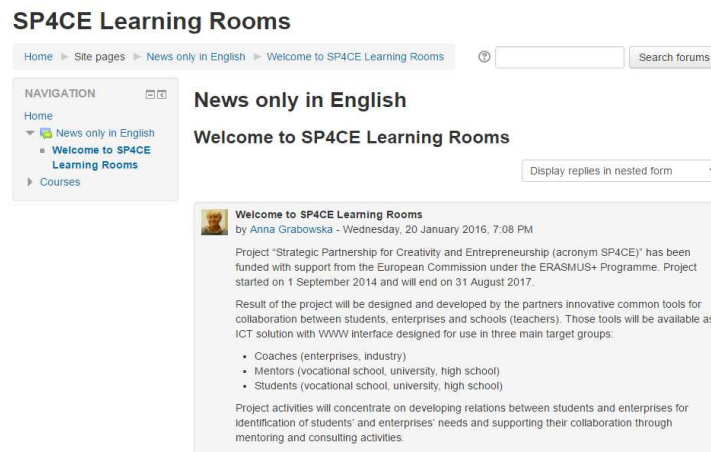 SP4CE Learning Rooms
Home Site pages News only in English Welcome to SP4CE Learning Rooms
Search forums
NAVIGATION
Home
News only in English
Welcome to SP4CE
Learning Rooms
Courses
News only in English
Welcome to SP4CE Learning Rooms
Display replies in nested form
Welcome to SP4CE Learning Rooms
by Anna Grabowska - Wednesday, 20 January 2016, 7:08 PM
Project “Strategic Partnership for Creativity and Entrepreneurship (acronym SP4CE)” has been
funded with support from the European Commission under the ERASMUS+ Programme. Project
started on 1 September 2014 and will end on 31 August 2017.
Result of the project will be designed and developed by the partners innovative common tools for
collaboration between students, enterprises and schools (teachers). Those tools will be available as
ICT solution with WWW interface designed for use in three main target groups:
• Coaches (enterprises, industry)
• Mentors (vocational school, university, high school)
• Students (vocational school, university, high school)
Project activities will concentrate on developing relations between students and enterprises for
identification of students’ and enterprises’ needs and supporting their collaboration through
mentoring and consulting activities.